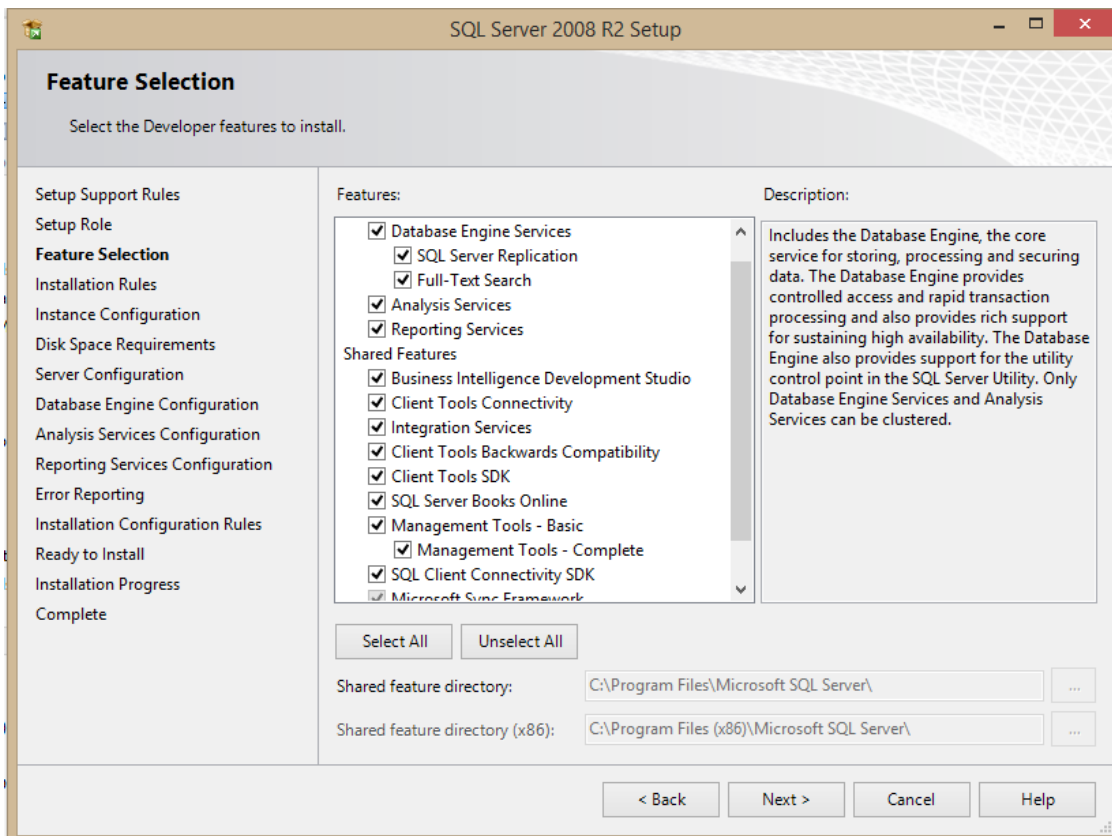 SQL Server 2008 R2 Setup
Feature Selection
Select the Developer features to install.
Setup Support Rules
Setup Role
Feature Selection
Installation Rules
Instance Configuration
Disk Space Requirements
Server Configuration
Database Engine Configuration
Analysis Services Configuration
Reporting Services Configuration
Error Reporting
Installation Configuration Rules
Ready to Install
Installation Progress
Complete
Features:
Database Engine Services
SQL Server Replication
Full-Text Search
Analysis Services
Reporting Services
Shared Features
Business Intelligence Development Studio
Client Tools Connectivity
Integration Services
Client Tools Backwards Compatibility
Client Tools SDK
SQL Server Books Online
Management Tools - Basic
Management Tools - Complete
SQL Client Connectivity SDK
Microsoft Sync Framework
Description:
Includes the Database Engine, the core
service for storing, processing and securing
data. The Database Engine provides
controlled access and rapid transaction
processing and also provides rich support
for sustaining high availability. The Database
Engine also provides support for the utility
control point in the SQL Server Utility. Only
Database Engine Services and Analysis
Services can be clustered.
Select All
Unselect All
Shared feature directory:
C:\Program Files\Microsoft SQL Server\
...
Shared feature directory (x86):
C:\Program Files (x86)\Microsoft SQL Server\
...
< Back
Next >
Cancel
Help